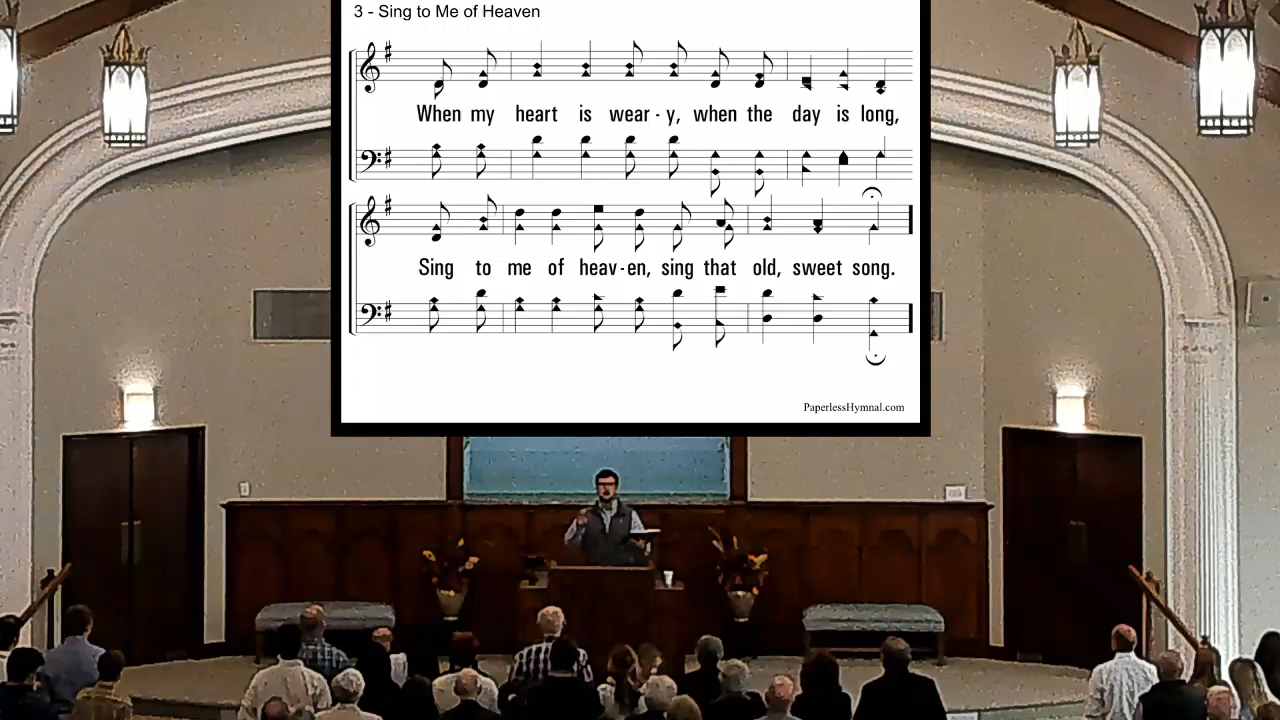 3 - Sing to Me of Heaven
When my heart is wear - y, when the day is long,
Sing to me of heav - en, sing that old, sweet song.
PaperlessHymnal.com